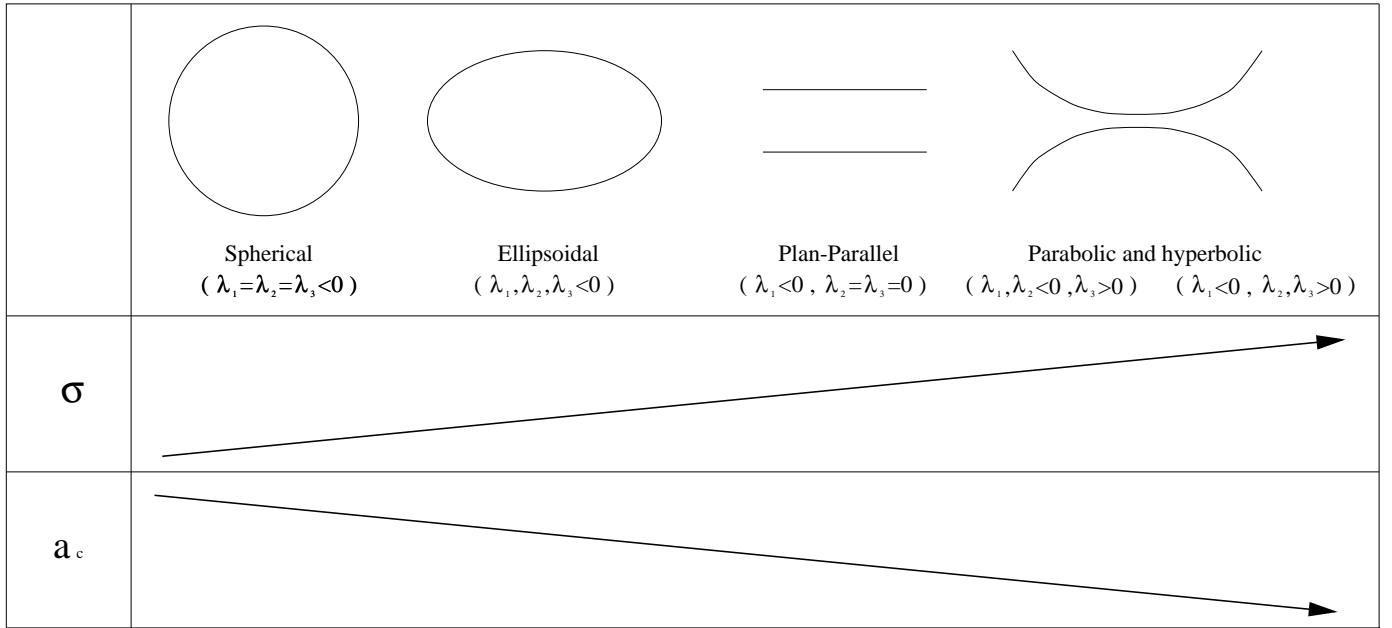 Spherical Ellipsoidal Plan-Parallel Parabolic and hyperbolic
( λ₁=λ₂=λ₃<0 ) ( λ₁,λ₂,λ₃<0 ) ( λ₁<0 , λ₂=λ₃=0 ) ( λ₁,λ₂<0 ,λ₃>0 ) ( λ₁<0 , λ₂,λ₃>0 )
σ
a c